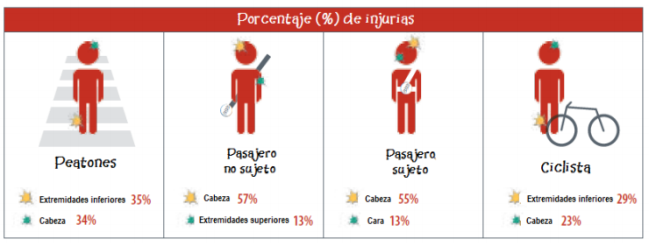 Porcentaje (%) de injurias
Peatones
Extremidades inferiores 35%
Cabeza 34%
Pasajero
no sujeto
Cabeza 57%
Extremidades superiores 13%
Pasajero
sujeto
Cabeza 55%
Cara 13%
Ciclista
Extremidades inferiores 29%
Cabeza 23%